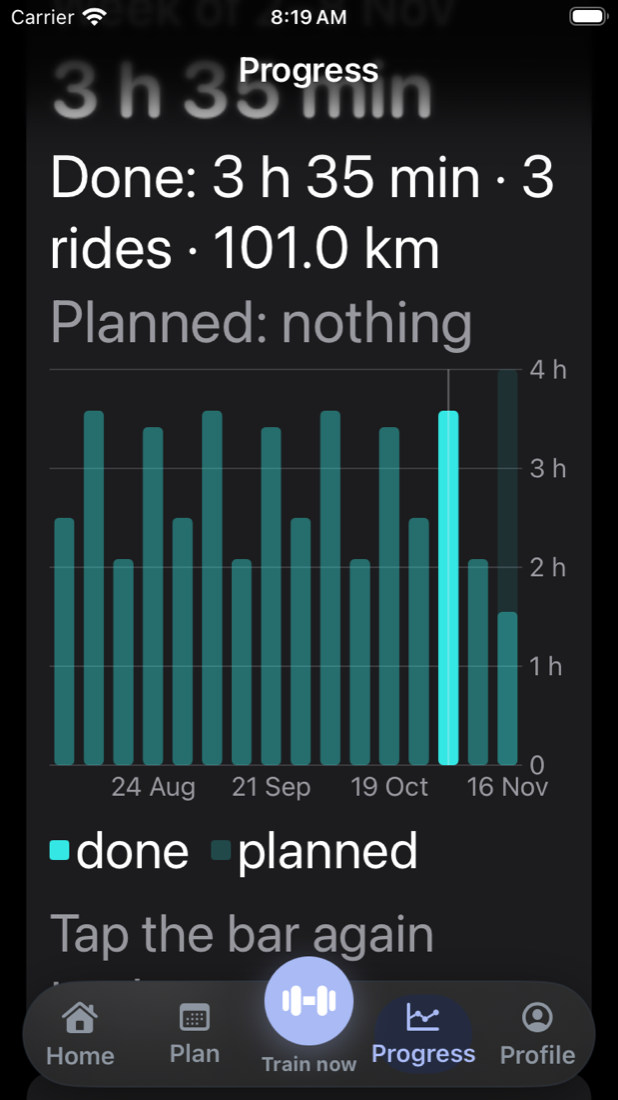 Carrier
8:19 AM
Progress
3 h 35 min
Done: 3 h 35 min · 3
rides · 101.0 km
Planned: nothing
4 h
3 h
2 h
1 h
0
24 Aug
21 Sep
19 Oct
16 Nov
done
planned
Tap the bar again
Home
Plan
Train now
Progress
Profile